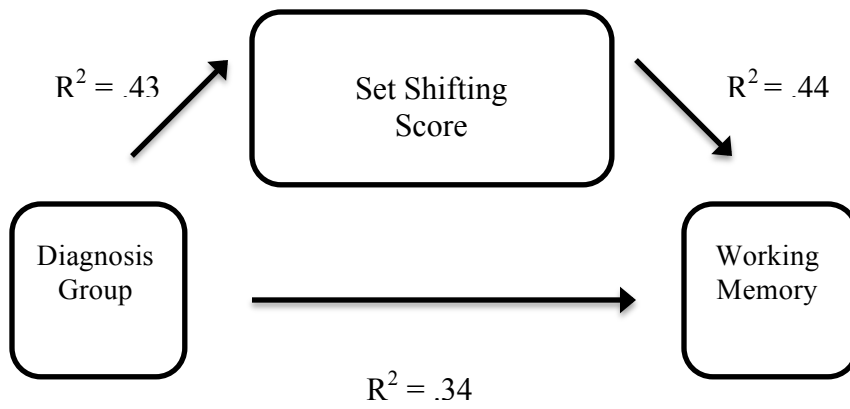 R² = .43
Set Shifting
Score
R² = .44
Diagnosis
Group
Working
Memory
R² = .34